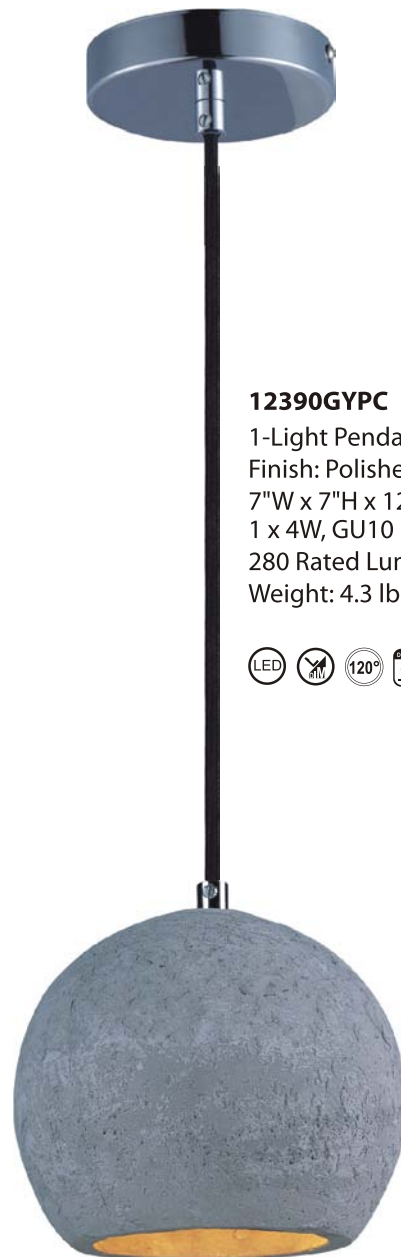 12390GYPC
1-Light Penda
Finish: Polishe
7"W x 7"H x 12
1 x 4W, GU10
280 Rated Lur
Weight: 4.3 lb
LED DIM 120°